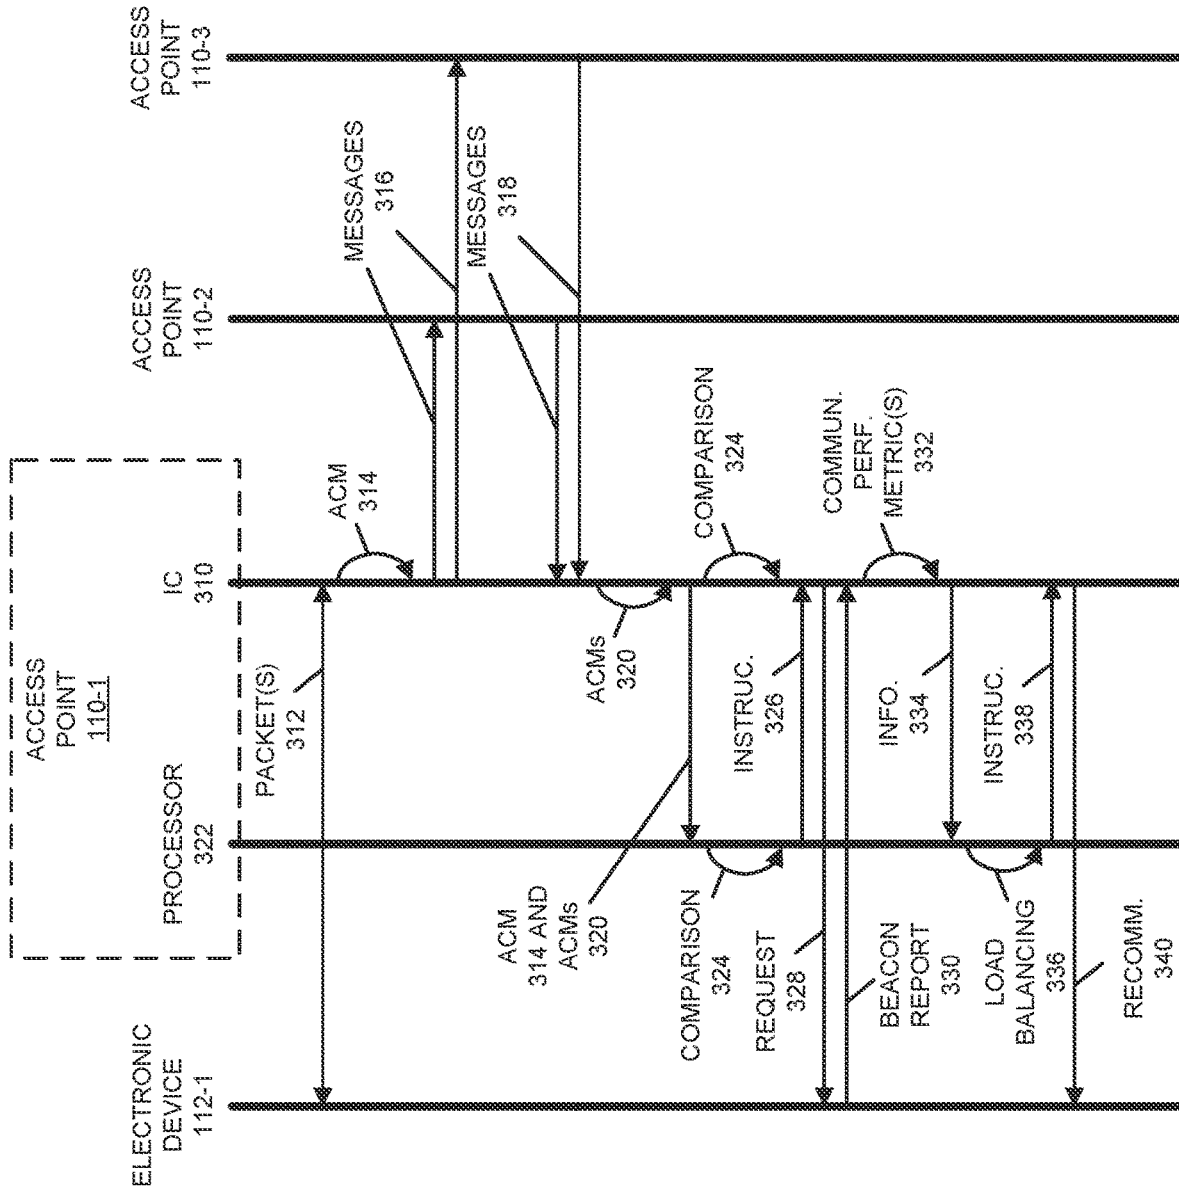 ELECTRONIC
DEVICE
112-1
ACCESS
POINT
110-1
PROCESSOR
322
IC
310
ACCESS
POINT
110-2
ACCESS
POINT
110-3
PACKET(S)
312
ACM
314
MESSAGES
316
MESSAGES
318
ACMs
320
ACM
314 AND
ACMs
320
COMPARISON
324
COMPARISON
324
INSTRUC.
326
REQUEST
328
BEACON
REPORT
330
COMMUN.
PERF.
METRIC(S)
332
INFO.
334
LOAD
BALANCING
336
INSTRUC.
338
RECOMM.
340